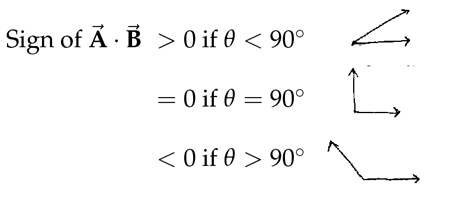 Sign of A⃗ · B⃗ > 0 if θ < 90°
= 0 if θ = 90°
< 0 if θ > 90°